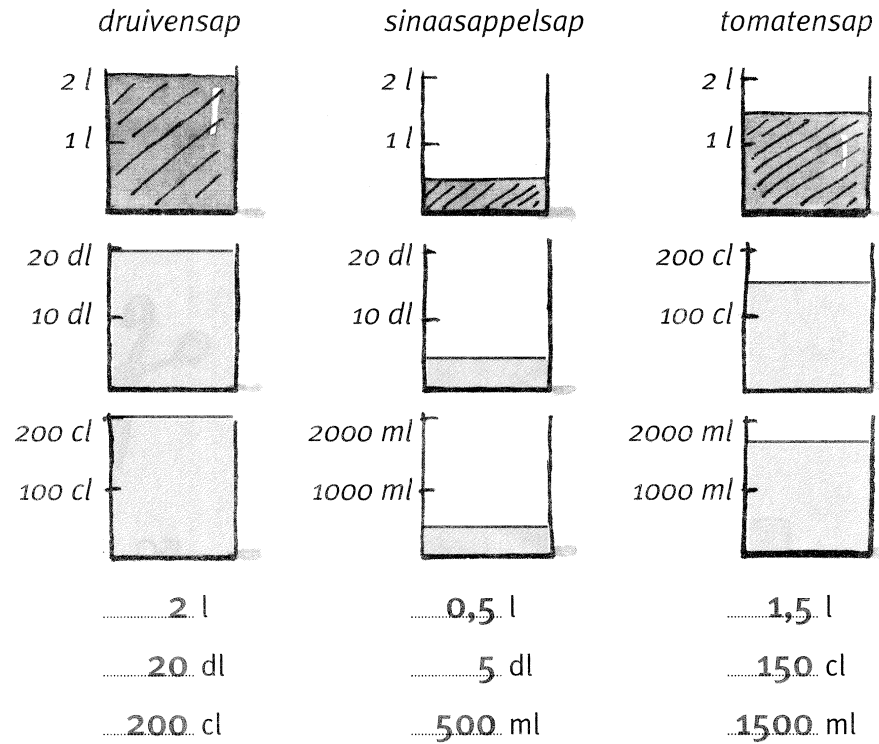 druivensap sinaasappelsap tomatensap
2 l 2 l 2 l
1 l 1 l 1 l
20 dl 20 dl 200 cl
10 dl 10 dl 100 cl
200 cl 2000 ml 2000 ml
100 cl 1000 ml 1000 ml
2 l 0,5 l 1,5 l
20 dl 5 dl 150 cl
200 cl 500 ml 1500 ml